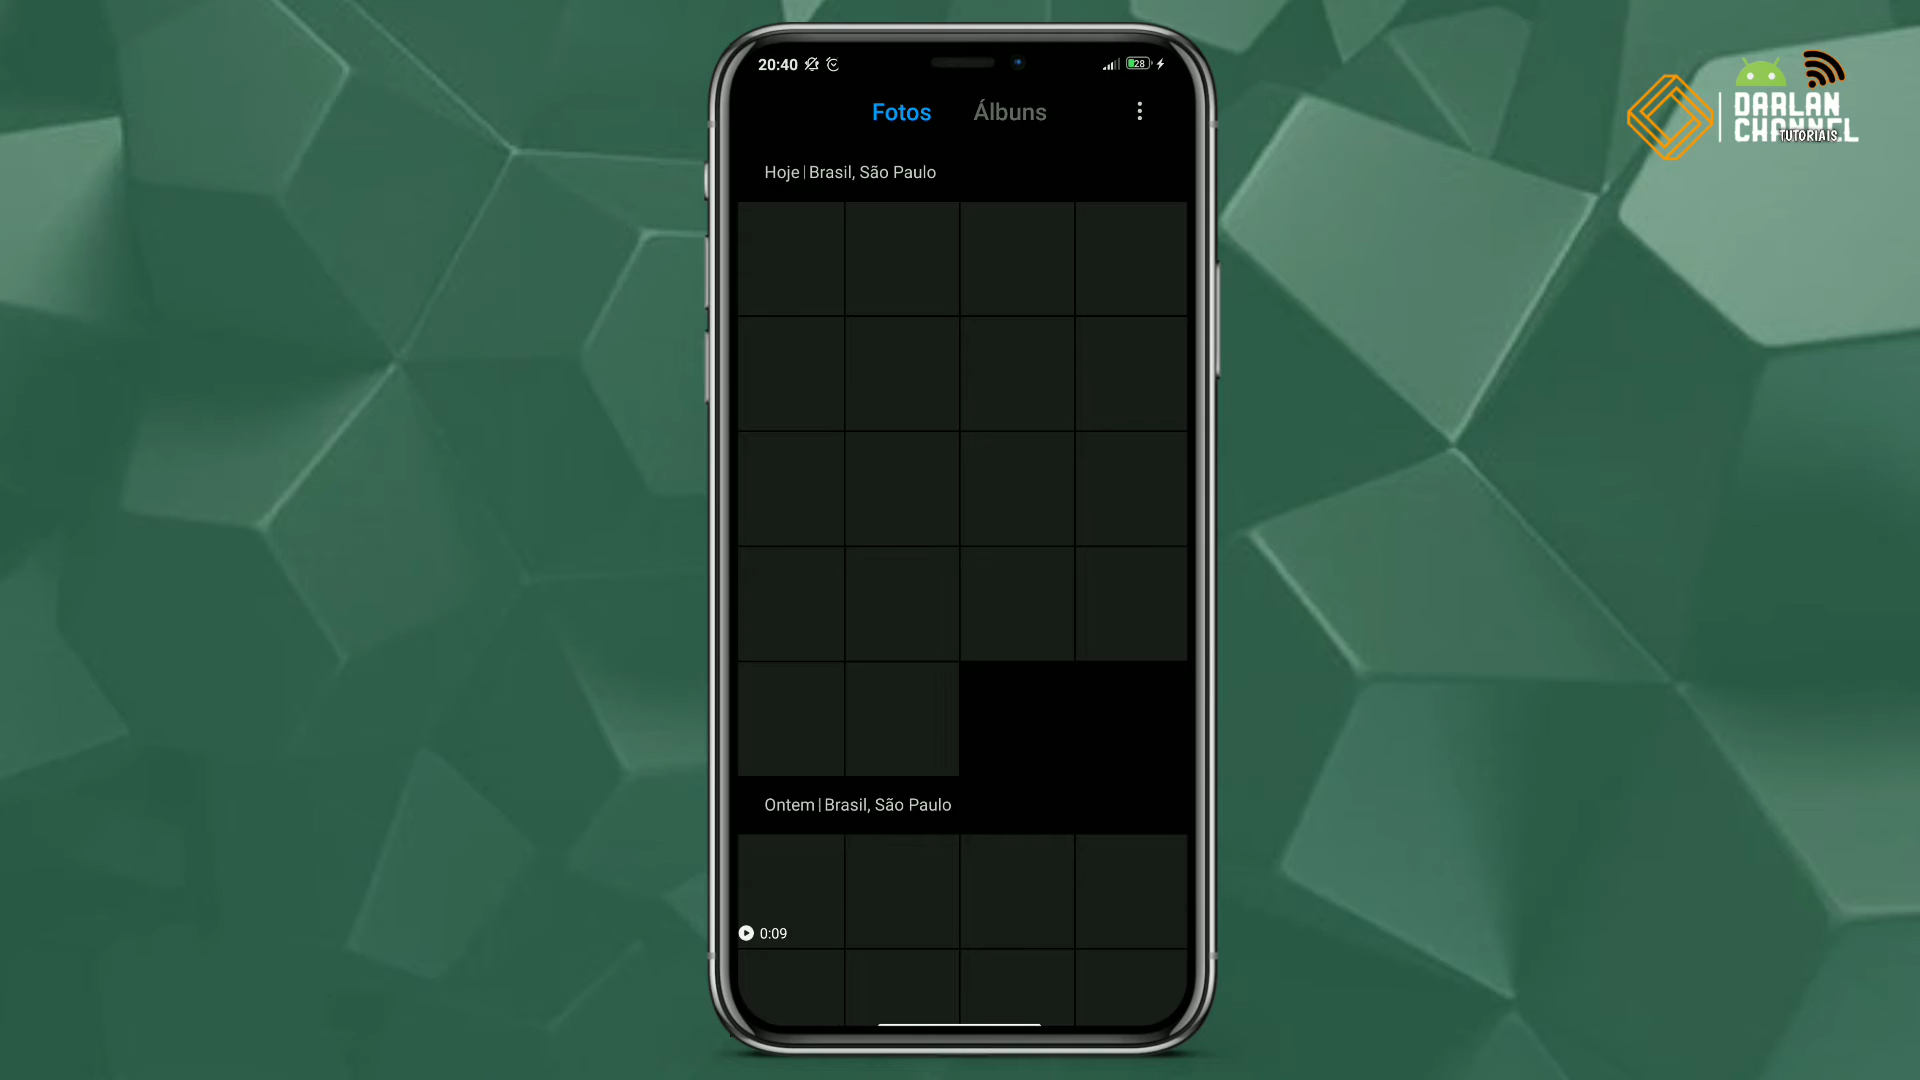 20:40
28
Fotos
Álbuns
Hoje | Brasil, São Paulo
Ontem | Brasil, São Paulo
0:09
DARLAN
CHANNEL
TUTORIAIS